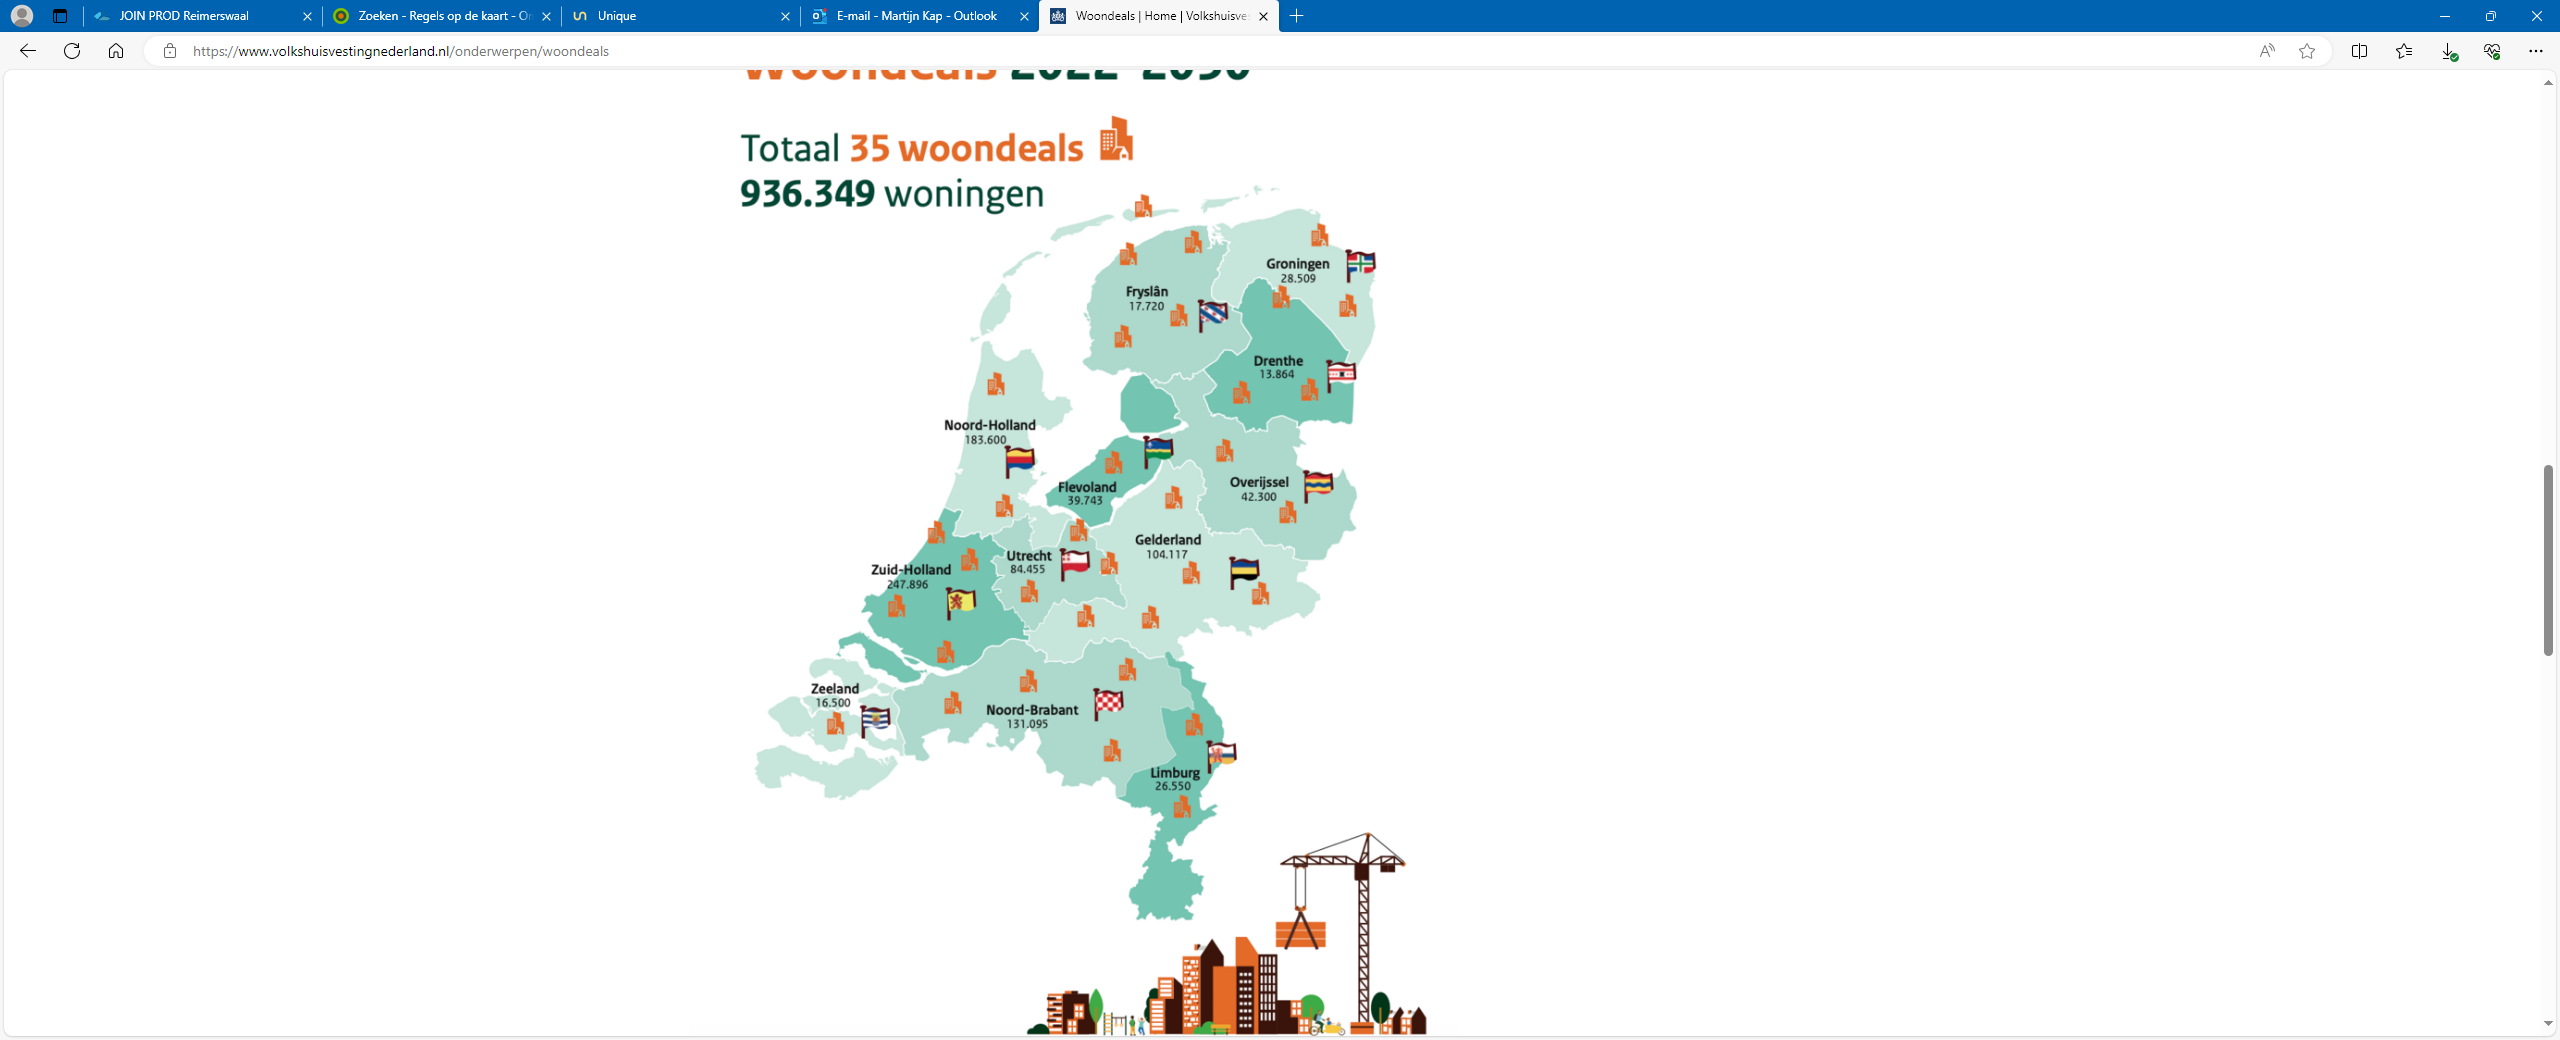 JOIN PROD Reimerswaal
Zoeken - Regels op de kaart - O
Unique
E-mail - Martijn Kap - Outlook
Woondeals | Home | Volkshuisve
https://www.volkshuisvestingnederland.nl/onderwerpen/woondeals
Woondeals 2022-2030
Totaal 35 woondeals
936.349 woningen
Groningen
28.509
Fryslân
17.720
Drenthe
13.864
Noord-Holland
183.600
Flevoland
39.743
Overijssel
42.300
Gelderland
104.117
Utrecht
84.455
Zuid-Holland
247.896
Zeeland
16.500
Noord-Brabant
131.095
Limburg
26.550